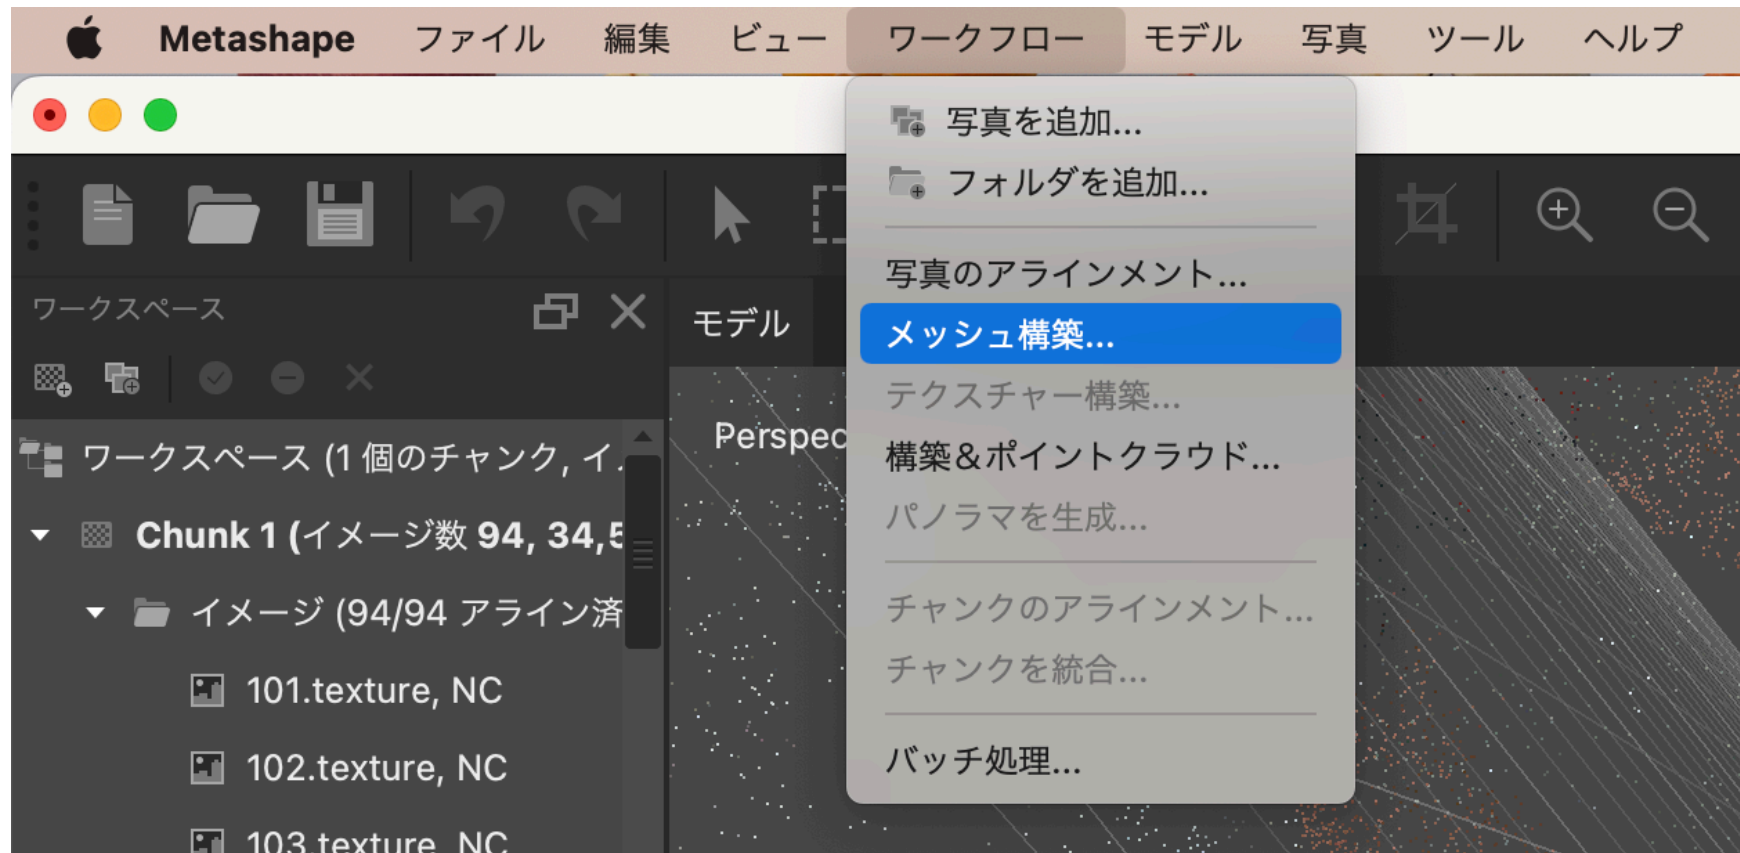 Metashape ファイル 編集 ビュー ワークフロー モデル 写真 ツール ヘルプ
写真を追加...
フォルダを追加...
写真のアラインメント...
メッシュ構築...
テクスチャー構築...
構築&ポイントクラウド...
パノラマを生成...
チャンクのアラインメント...
チャンクを統合...
バッチ処理...
ワークスペース
ワークスペース (1 個のチャンク, イ
Chunk 1 (イメージ数 94, 34,5
イメージ (94/94 アライン済
101.texture, NC
102.texture, NC
103.texture, NC
モデル
Perspec